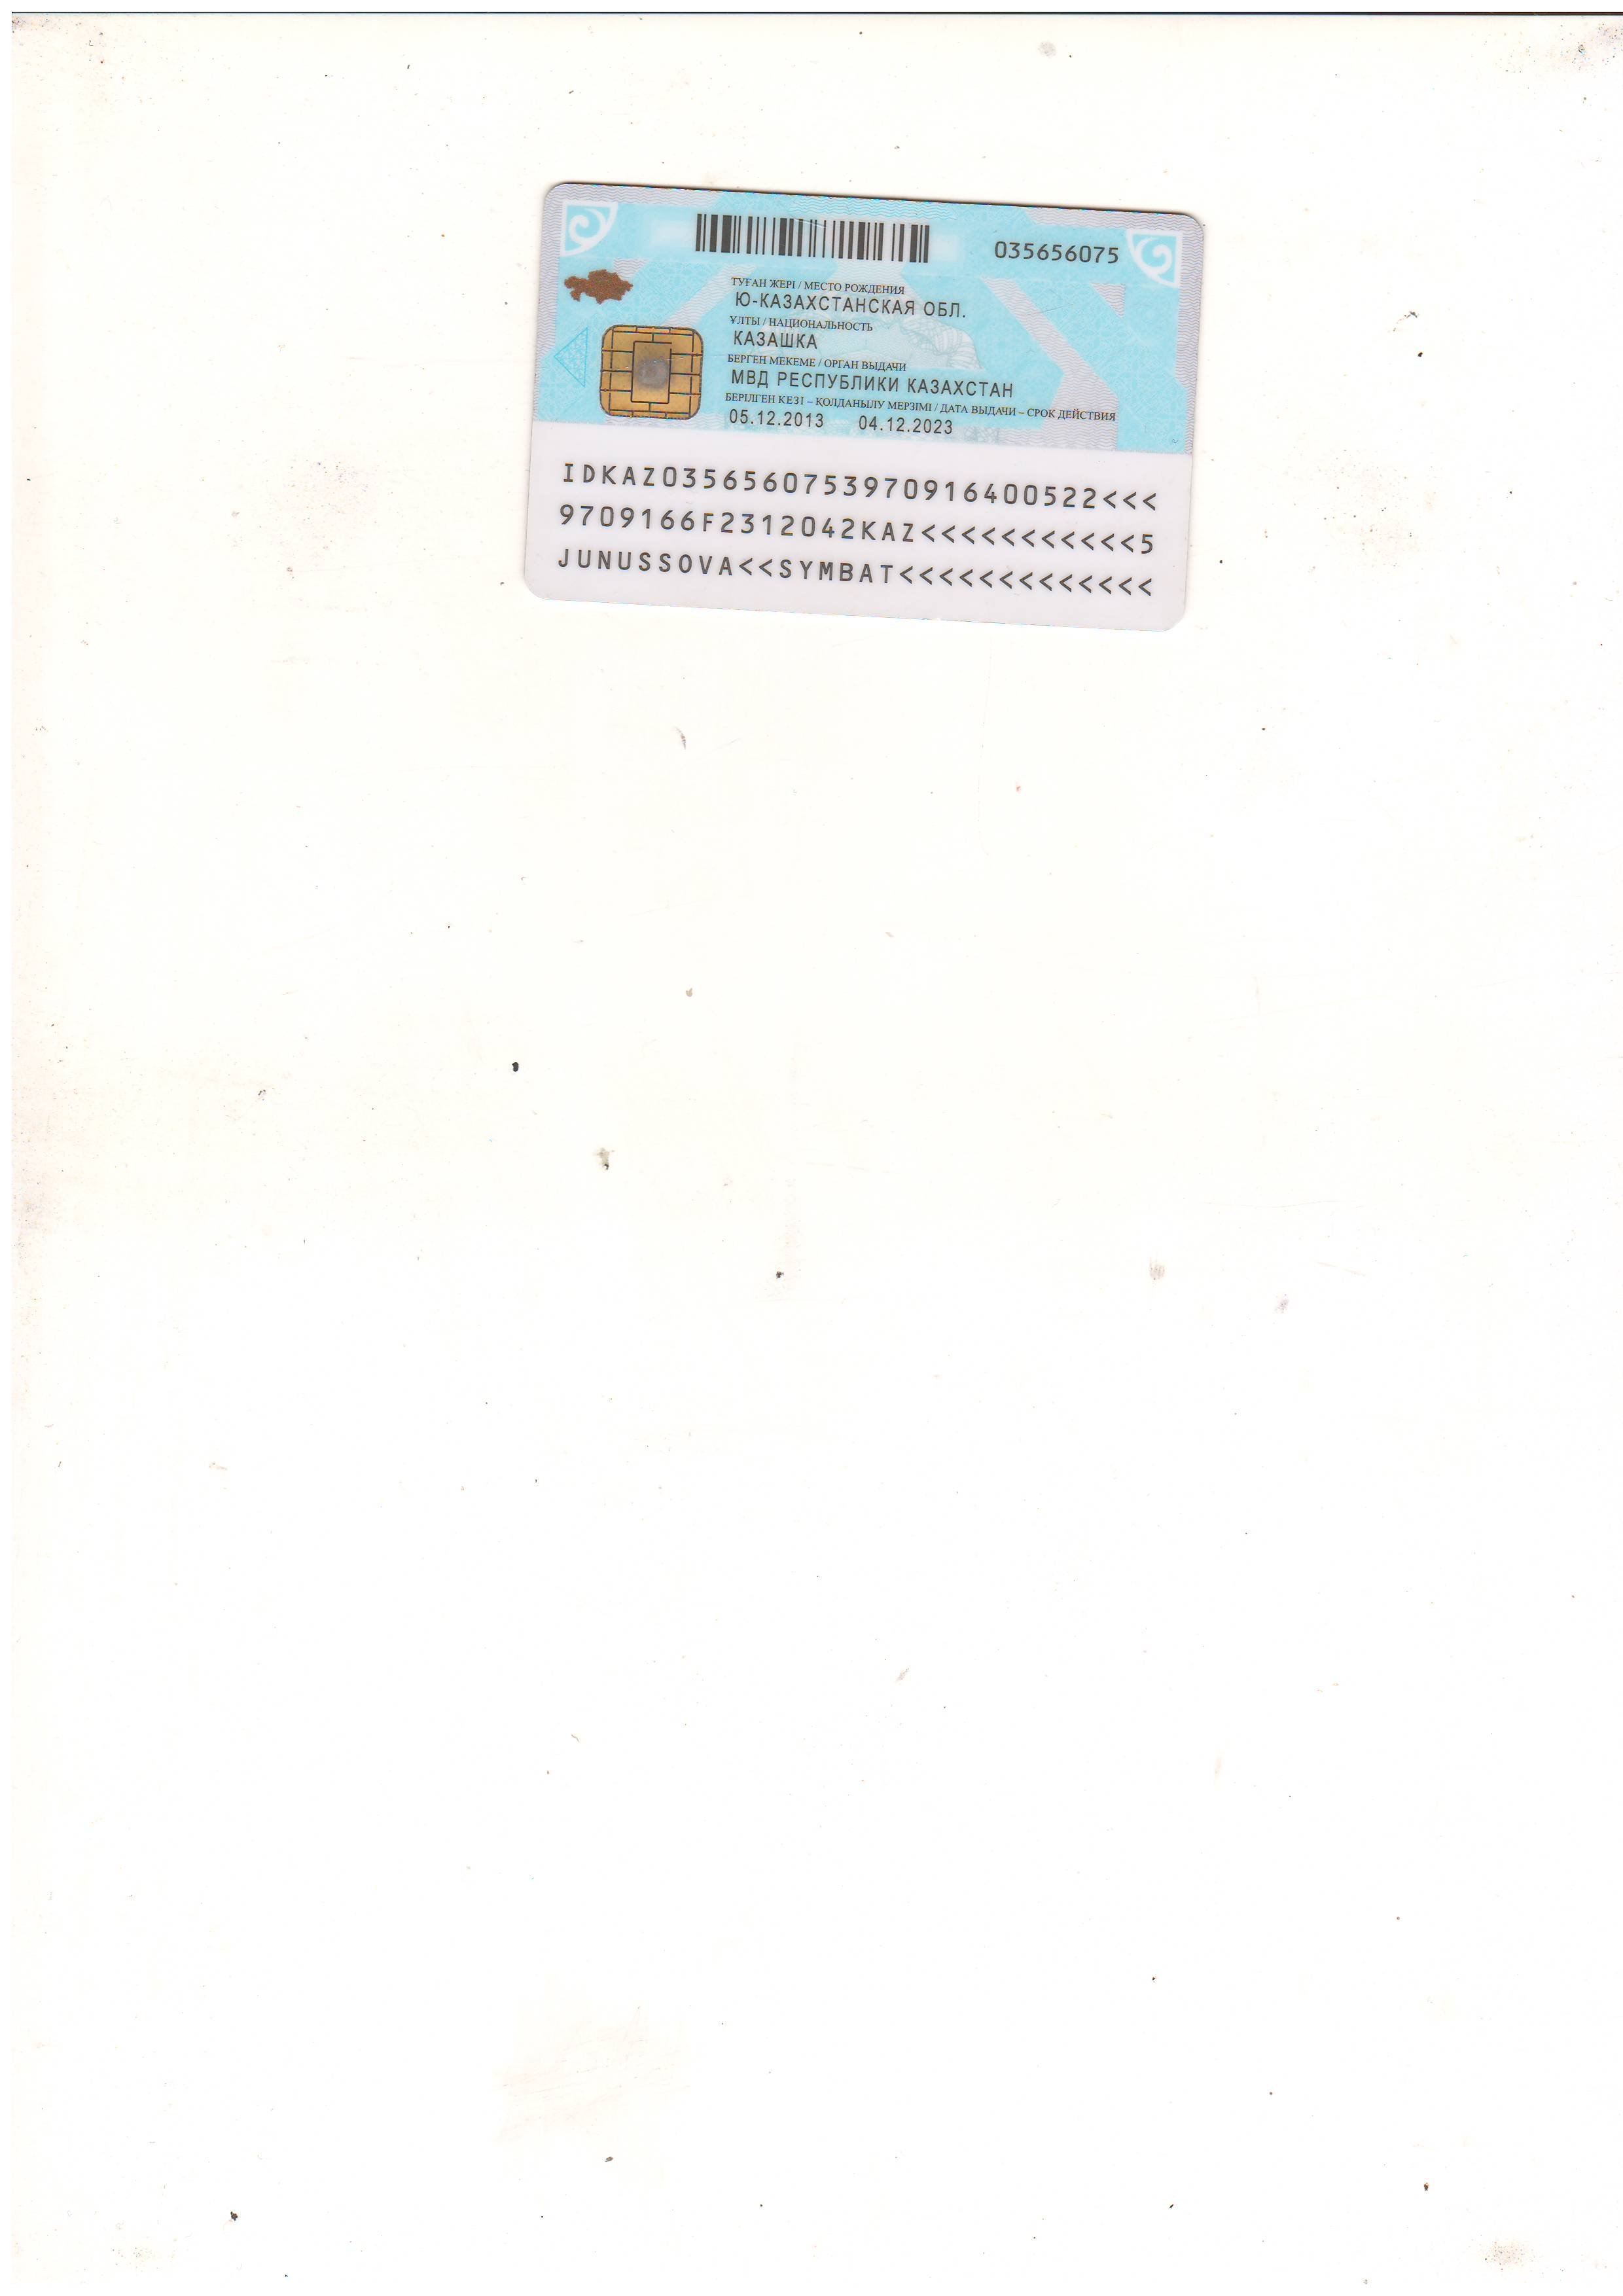 035656075
ТУҒАН ЖЕРІ / МЕСТО РОЖДЕНИЯ
Ю-КАЗАХСТАНСКАЯ ОБЛ.
ҰЛТЫ / НАЦИОНАЛЬНОСТЬ
КАЗАШКА
БЕРГЕН МЕКЕМЕ / ОРГАН ВЫДАЧИ
МВД РЕСПУБЛИКИ КАЗАХСТАН
БЕРІЛГЕН КЕЗІ – ҚОЛДАНЫЛУ МЕРЗІМІ / ДАТА ВЫДАЧИ – СРОК ДЕЙСТВИЯ
05.12.2013 04.12.2023
IDKAZ0356560753970916400522<<<
9709166F2312042KAZ<<<<<<<<<<<5
JUNUSSOVA<<SYMBAT<<<<<<<<<<<<<